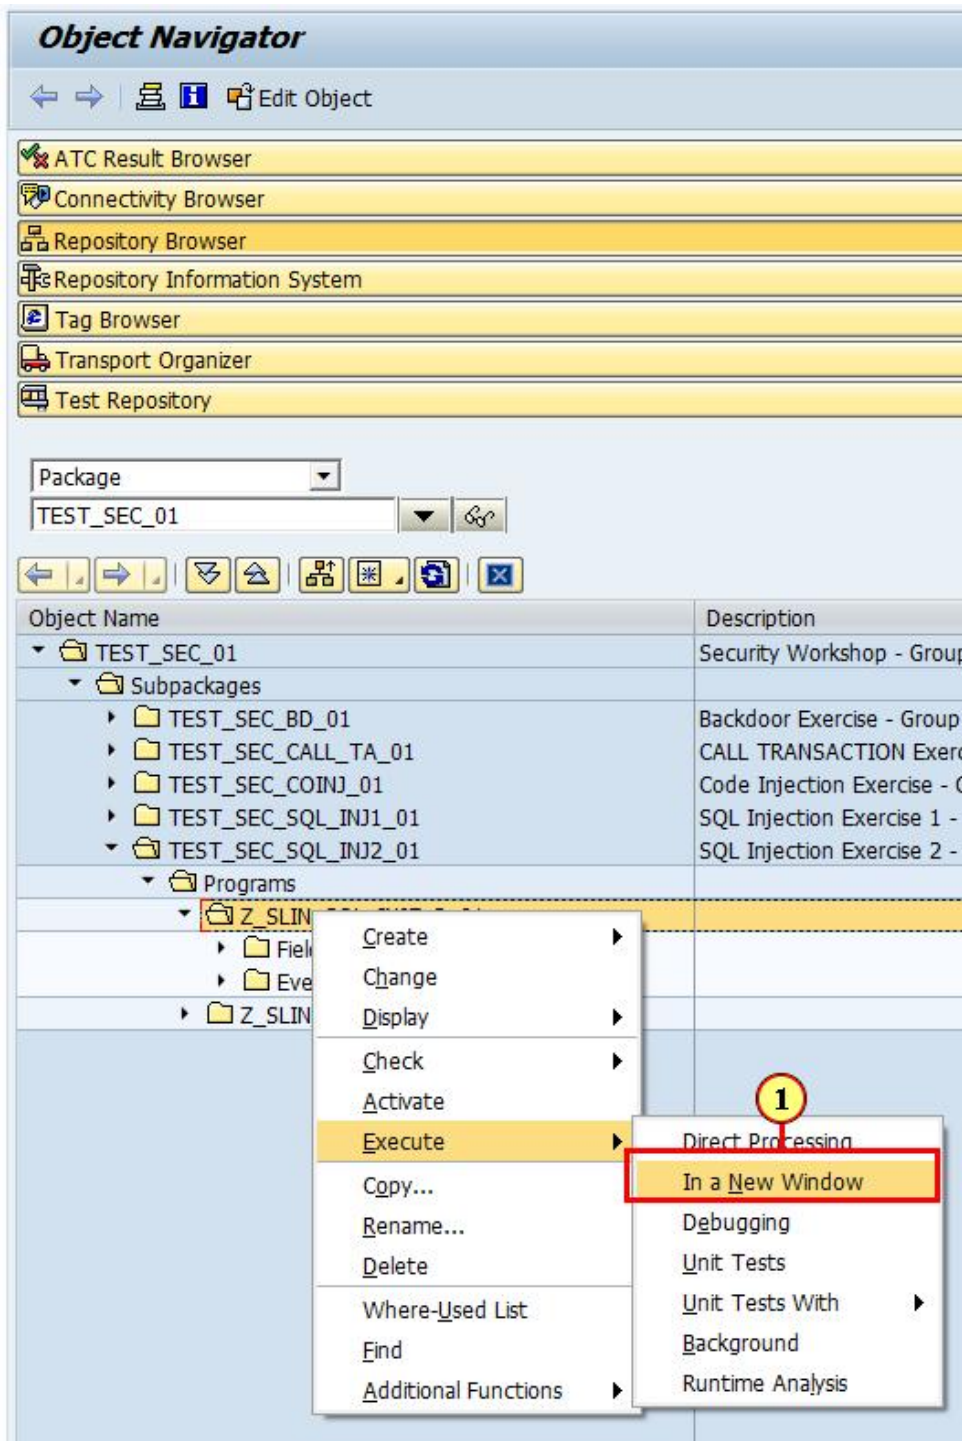 Object Navigator
Edit Object
ATC Result Browser
Connectivity Browser
Repository Browser
Repository Information System
Tag Browser
Transport Organizer
Test Repository
Package
TEST_SEC_01
Object Name Description
TEST_SEC_01 Security Workshop - Group
Subpackages
TEST_SEC_BD_01 Backdoor Exercise - Group
TEST_SEC_CALL_TA_01 CALL TRANSACTION Exerc
TEST_SEC_COINJ_01 Code Injection Exercise -
TEST_SEC_SQL_INJ1_01 SQL Injection Exercise 1 -
TEST_SEC_SQL_INJ2_01 SQL Injection Exercise 2 -
Programs
Z_SLIN
Fiel
Eve
Z_SLIN
Create
Change
Display
Check
Activate
Execute
Copy...
Rename...
Delete
Where-Used List
Find
Additional Functions
1
Direct Processing
In a New Window
Debugging
Unit Tests
Unit Tests With
Background
Runtime Analysis